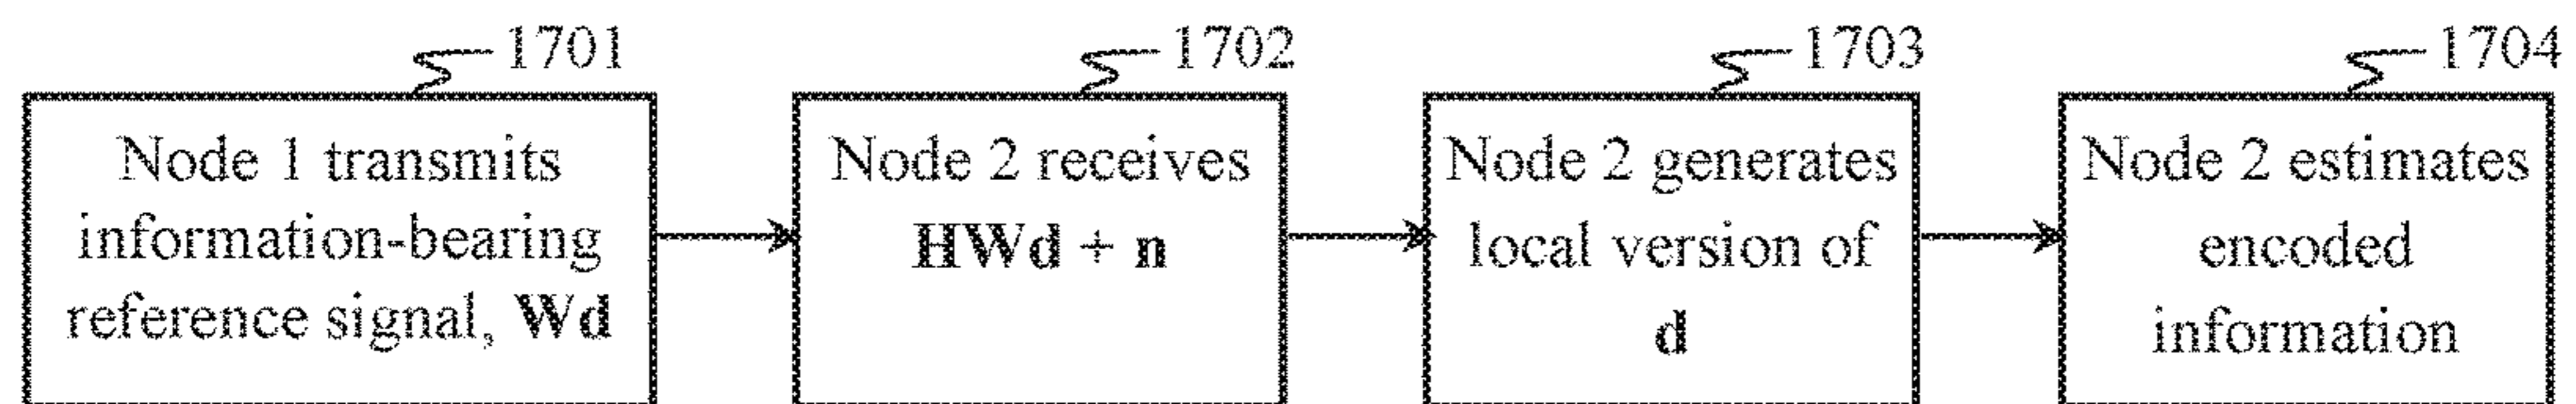 1701
1702
1703
1704
Node 1 transmits
information-bearing
reference signal, Wd
Node 2 receives
HWd + n
Node 2 generates
local version of
d
Node 2 estimates
encoded
information